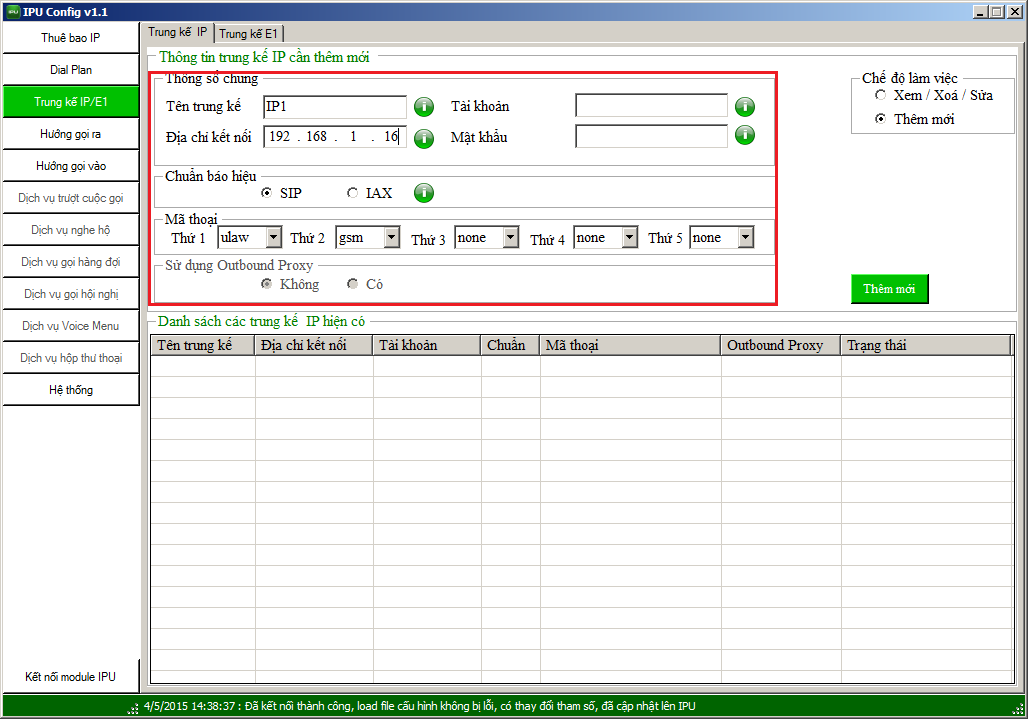 IPU IPU Config v1.1
Thuê bao IP
Dial Plan
Trung kế IP/E1
Hướng gọi ra
Hướng gọi vào
Dịch vụ trượt cuộc gọi
Dịch vụ nghe hộ
Dịch vụ gọi hàng đợi
Dịch vụ gọi hội nghị
Dịch vụ Voice Menu
Dịch vụ hộp thư thoại
Hệ thống
Kết nối module IPU
Trung kế IP Trung kế E1
Thông tin trung kế IP cần thêm mới
Thông số chung
Tên trung kế IP1 i Tài khoản i
Địa chỉ kết nối 192 . 168 . 1 . 16 i Mật khẩu i
Chuẩn báo hiệu
SIP IAX i
Mã thoại
Thứ 1 ulaw Thứ 2 gsm Thứ 3 none Thứ 4 none Thứ 5 none
Sử dụng Outbound Proxy
Không Có
Chế độ làm việc
Xem / Xoá / Sửa
Thêm mới
Thêm mới
Danh sách các trung kế IP hiện có
Tên trung kế Địa chỉ kết nối Tài khoản Chuẩn Mã thoại Outbound Proxy Trạng thái
4/5/2015 14:38:37 : Đã kết nối thành công, load file cấu hình không bị lỗi, có thay đổi tham số, đã cập nhật lên IPU